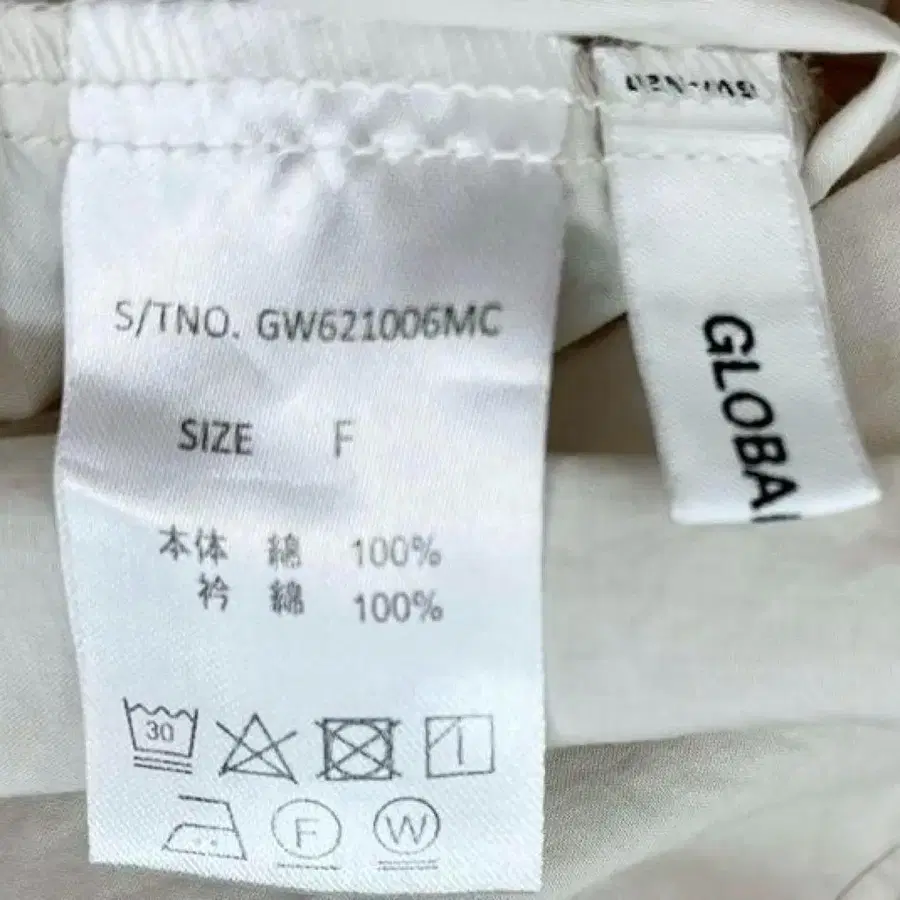 S/TNO. GW621006MC
SIZE F
本体 綿 100%
衿 綿 100%
30
F
W
GLOBA